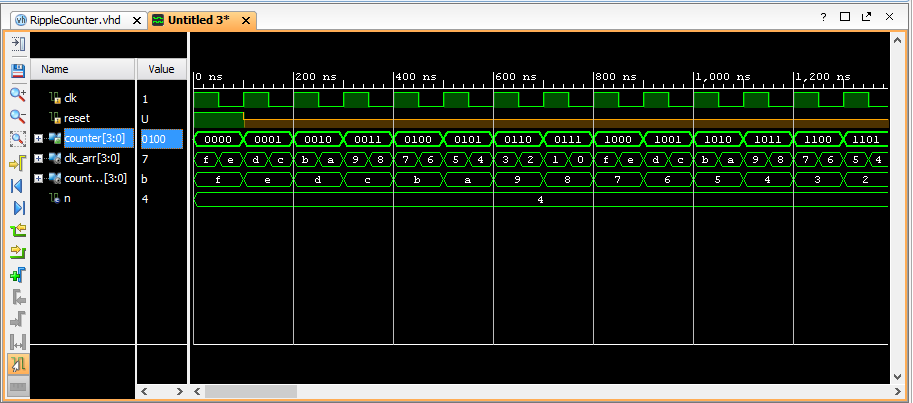 RippleCounter.vhd Untitled 3*
Name Value
0 ns 200 ns 400 ns 600 ns 800 ns 1,000 ns 1,200 ns
clk 1
reset U
counter[3:0] 0100 0000 0001 0010 0011 0100 0101 0110 0111 1000 1001 1010 1011 1100 1101
clk_arr[3:0] 7 f e d c b a 9 8 7 6 5 4 3 2 1 0 f e d c b a 9 8 7 6 5 4
count...[3:0] b f e d c b a 9 8 7 6 5 4 3 2
n 4 4